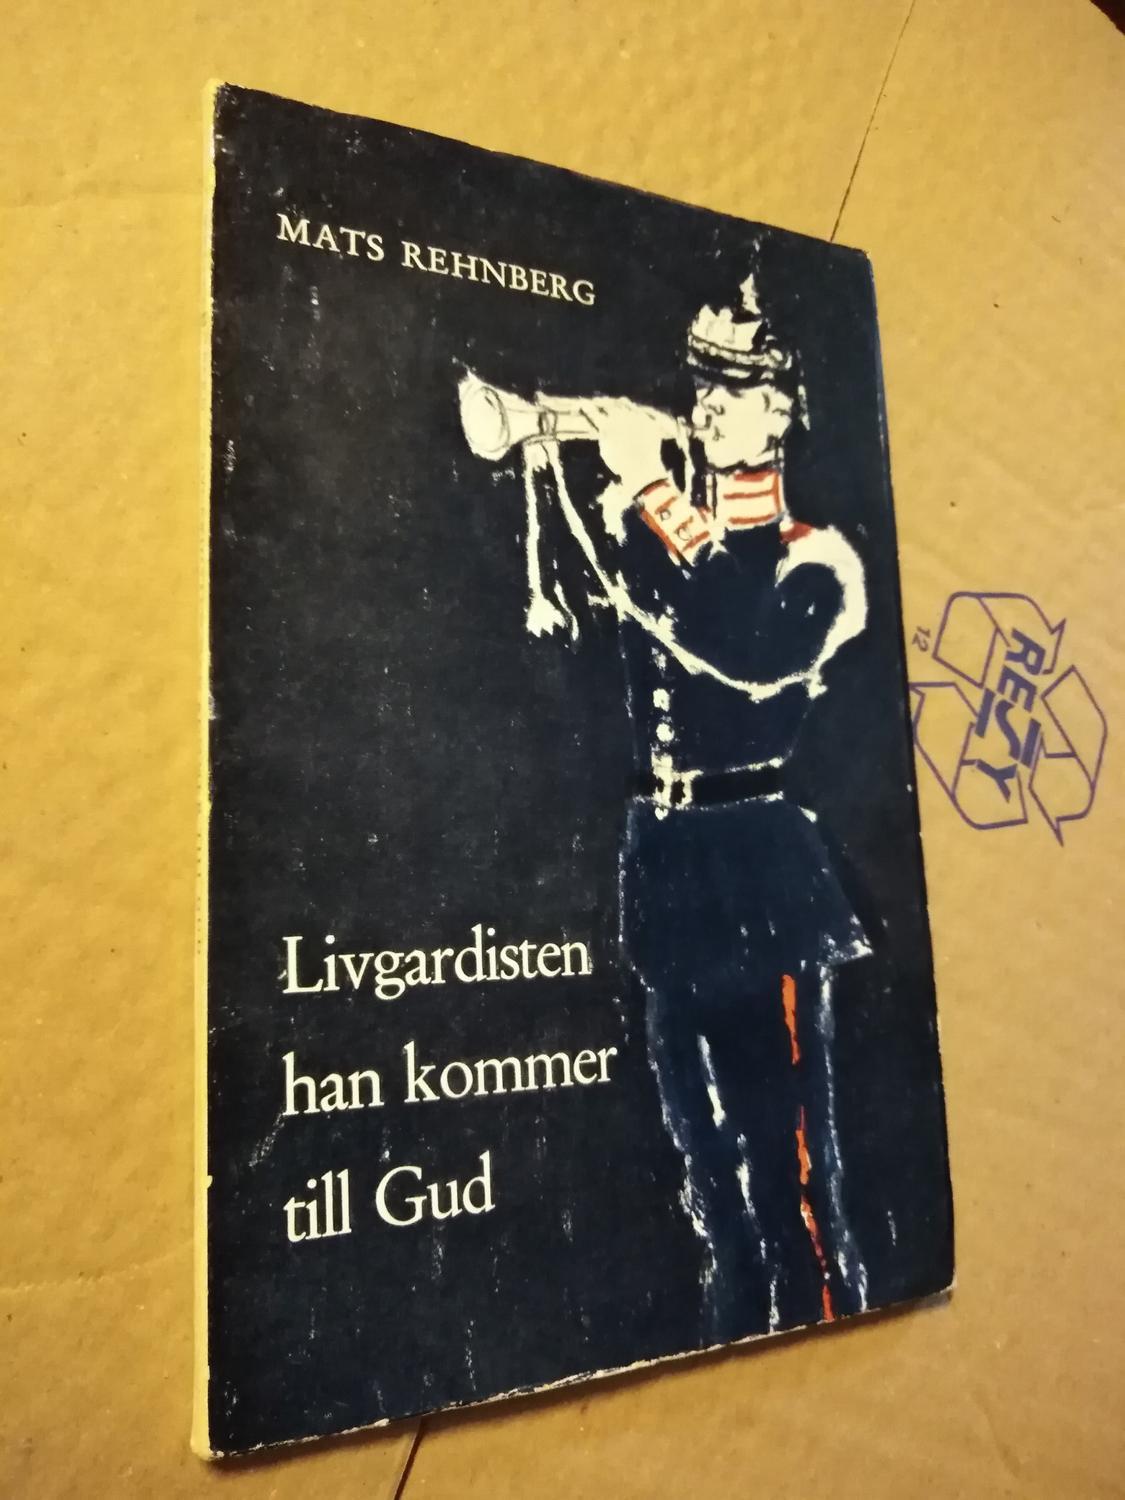 MATS REHNBERG
Livgardisten
han kommer
till Gud
RESY
12